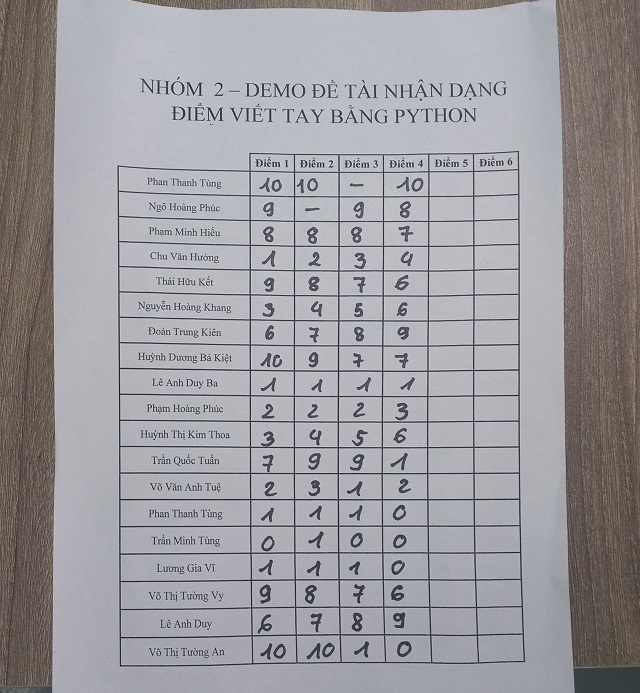 NHÓM 2 – DEMO ĐỀ TÀI NHẬN DẠNG
ĐIỂM VIẾT TAY BẰNG PYTHON
Điểm 1 Điểm 2 Điểm 3 Điểm 4 Điểm 5 Điểm 6
Phan Thanh Tùng 10 10 – 10
Ngô Hoàng Phúc 9 – 9 8
Phạm Minh Hiếu 8 8 8 7
Chu Văn Hưởng 1 2 3 4
Thái Hữu Kết 9 8 7 6
Nguyễn Hoàng Khang 3 4 5 6
Đoàn Trung Kiên 6 7 8 9
Huỳnh Dương Bá Kiệt 10 9 7 7
Lê Anh Duy Ba 1 1 1 1
Phạm Hoàng Phúc 2 2 2 3
Huỳnh Thị Kim Thoa 3 4 5 6
Trần Quốc Tuấn 7 9 9 1
Võ Văn Anh Tuệ 2 3 1 2
Phan Thanh Tùng 1 1 1 0
Trần Minh Tùng 0 1 0 0
Lương Gia Vĩ 1 1 1 0
Võ Thị Tường Vy 9 8 7 6
Lê Anh Duy 6 7 8 9
Võ Thị Tường An 10 10 1 0